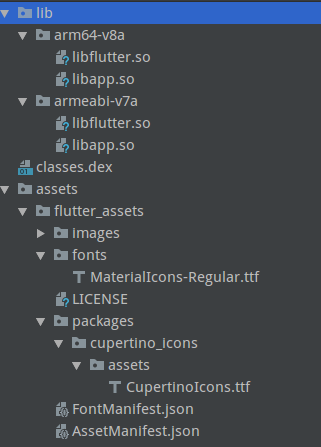 lib
arm64-v8a
libflutter.so
libapp.so
armeabi-v7a
libflutter.so
libapp.so
classes.dex
assets
flutter_assets
images
fonts
MaterialIcons-Regular.ttf
LICENSE
packages
cupertino_icons
assets
CupertinoIcons.ttf
FontManifest.json
AssetManifest.json